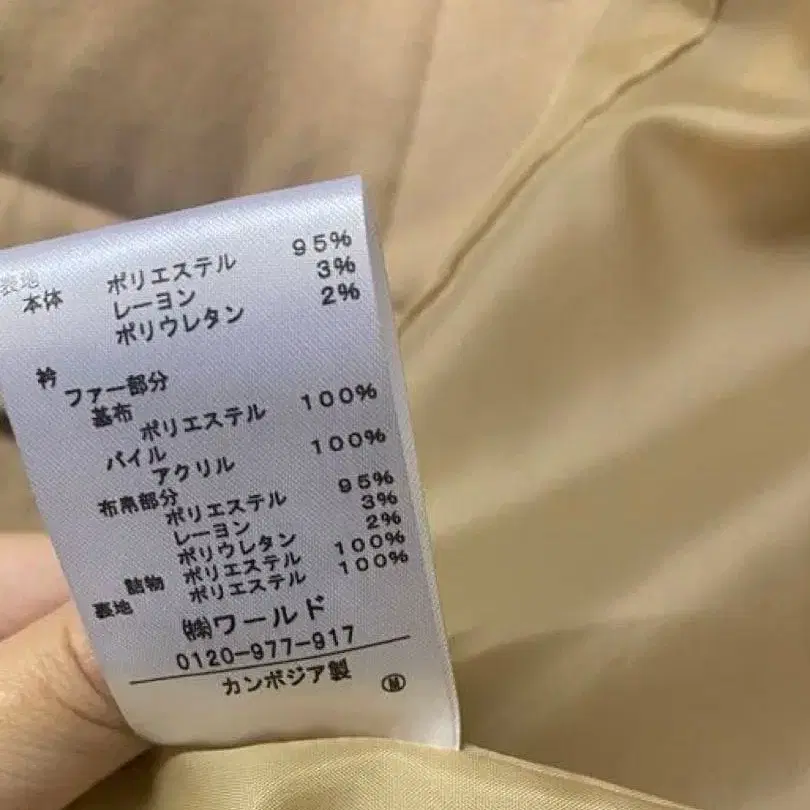 表地
本体 ポリエステル 95%
レーヨン 3%
ポリウレタン 2%
衿
ファー部分
基布
ポリエステル 100%
パイル
アクリル 100%
布帛部分
ポリエステル 95%
レーヨン 3%
ポリウレタン 2%
詰物 ポリエステル 100%
裏地 ポリエステル 100%
㈱ワールド
0120-977-917
カンボジア製
Ⓜ